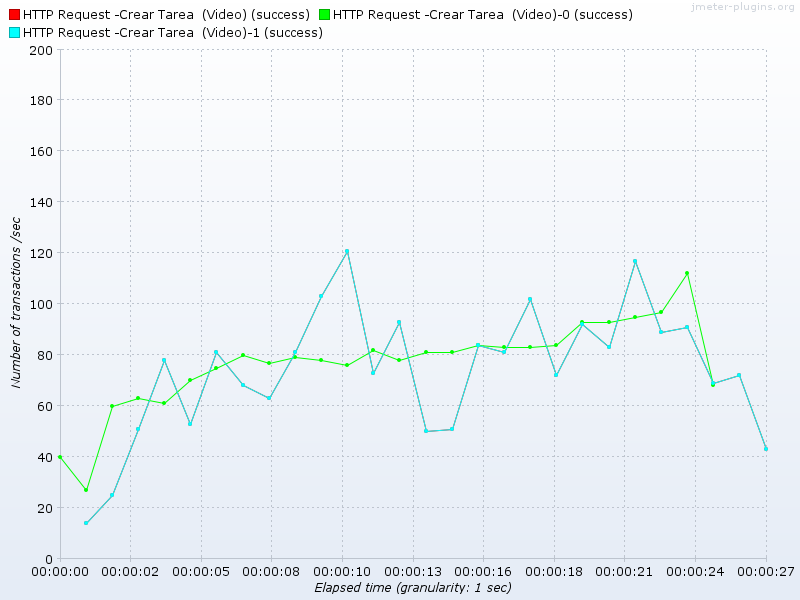 jmeter-plugins.org
HTTP Request -Crear Tarea  (Video) (success) HTTP Request -Crear Tarea  (Video)-0 (success)
HTTP Request -Crear Tarea  (Video)-1 (success)
200
180
160
140
120
100
80
60
40
20
0
Number of transactions /sec
00:00:00 00:00:02 00:00:05 00:00:08 00:00:10 00:00:13 00:00:16 00:00:18 00:00:21 00:00:24 00:00:27
Elapsed time (granularity: 1 sec)